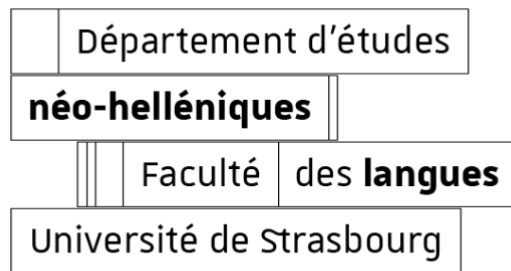 Département d'études
néo-helléniques
Faculté des langues
Université de Strasbourg